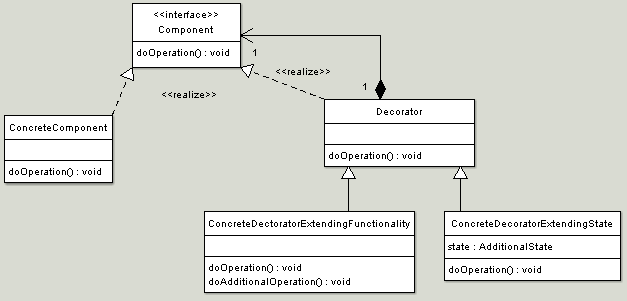 <<interface>>
Component
doOperation() : void
1
<<realize>>
<<realize>>
1
ConcreteComponent
doOperation() : void
Decorator
doOperation() : void
ConcreteDectoratorExtendingFunctionality
doOperation() : void
doAdditionalOperation() : void
ConcreteDecoratorExtendingState
state : AdditionalState
doOperation() : void